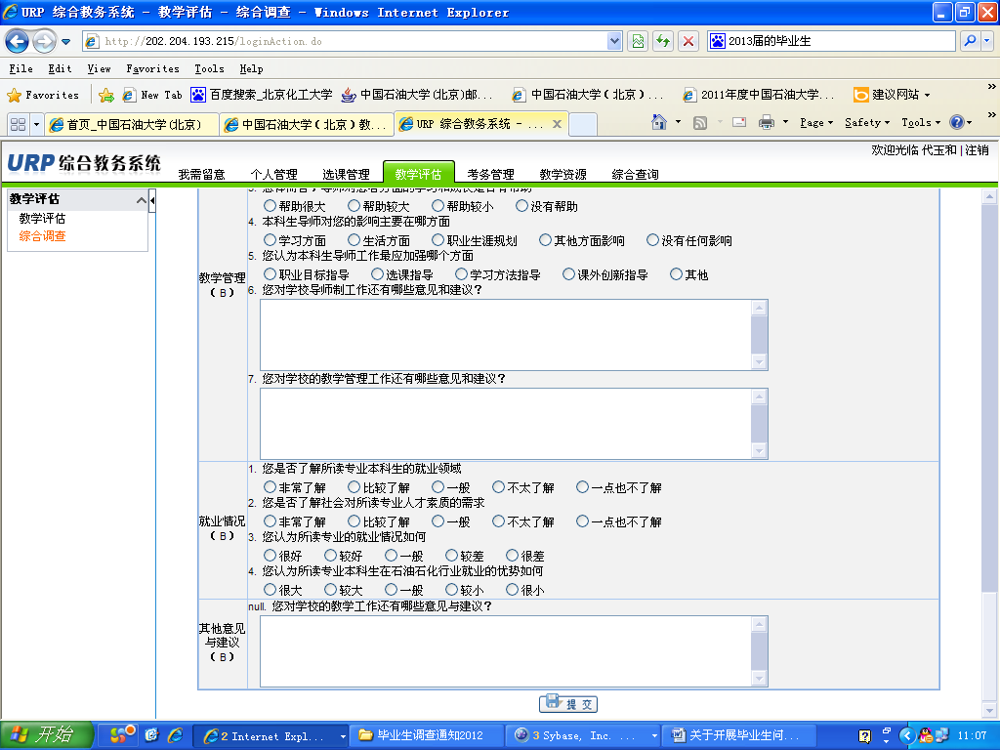 URP 综合教务系统 - 教学评估 - 综合调查 - Windows Internet Explorer
http://202.204.193.215/loginAction.do
2013届的毕业生
File Edit View Favorites Tools Help
Favorites New Tab 百度搜索_北京化工大学 中国石油大学(北京)邮... 中国石油大学（北京）... 2011年度中国石油大学... 建议网站
首页_中国石油大学(北京) 中国石油大学（北京）教... URP 综合教务系统 - ... Page Safety Tools
URP综合教务系统
欢迎光临 代玉和 | 注销
我需留意 个人管理 选课管理 教学评估 考务管理 教学资源 综合查询
教学评估
教学评估
综合调查
教学管理
（B）
帮助很大 帮助较大 帮助较小 没有帮助
4. 本科生导师对您的影响主要在哪方面
学习方面 生活方面 职业生涯规划 其他方面影响 没有任何影响
5. 您认为本科生导师工作最应加强哪个方面
职业目标指导 选课指导 学习方法指导 课外创新指导 其他
6. 您对学校导师制工作还有哪些意见和建议？
7. 您对学校的教学管理工作还有哪些意见和建议？
就业情况
（B）
1. 您是否了解所读专业本科生的就业领域
非常了解 比较了解 一般 不太了解 一点也不了解
2. 您是否了解社会对所读专业人才素质的需求
非常了解 比较了解 一般 不太了解 一点也不了解
3. 您认为所读专业的就业情况如何
很好 较好 一般 较差 很差
4. 您认为所读专业本科生在石油石化行业就业的优势如何
很大 较大 一般 较小 很小
其他意见
与建议
（B）
null. 您对学校的教学工作还有哪些意见与建议？
提 交
开始 2 Internet Expl... 毕业生调查通知2012 3 Sybase, Inc. ... 关于开展毕业生问... 11:07